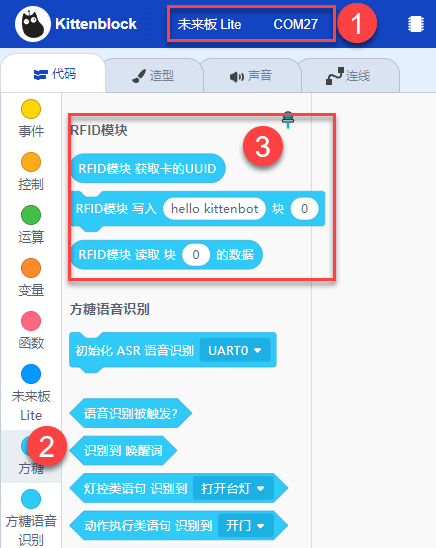 Kittenblock
未来板 Lite COM27
1
代码 造型 声音 连线
事件
控制
运算
变量
函数
未来板
Lite
2
方糖
方糖语音
识别
RFID模块
3
RFID模块 获取卡的UUID
RFID模块 写入 hello kittenbot 块 0
RFID模块 读取 块 0 的数据
方糖语音识别
初始化 ASR 语音识别 UART0
语音识别被触发?
识别到 唤醒词
灯控类语句 识别到 打开台灯
动作执行类语句 识别到 开门